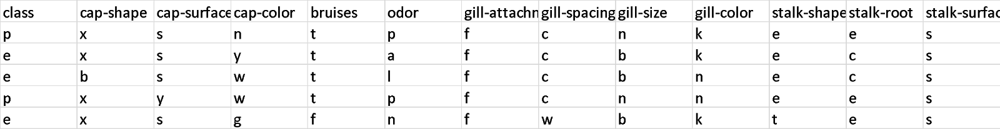 class cap-shape cap-surface cap-color bruises odor gill-attachn gill-spacing gill-size gill-color stalk-shape stalk-root stalk-surfac
p x s n t p f c n k e e s
e x s y t a f c b k e c s
e b s w t l f c b n e c s
p x y w t p f c n n e e s
e x s g f n f w b k t e s